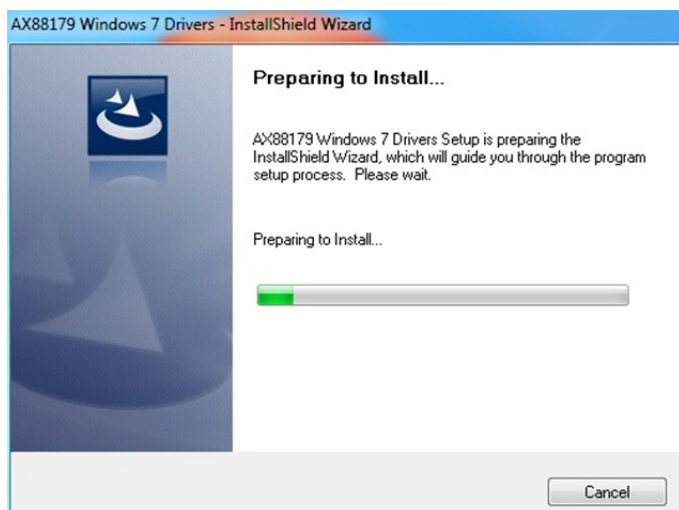 AX88179 Windows 7 Drivers - InstallShield Wizard
Preparing to Install...
AX88179 Windows 7 Drivers Setup is preparing the
InstallShield Wizard, which will guide you through the program
setup process. Please wait.
Preparing to Install...
Cancel